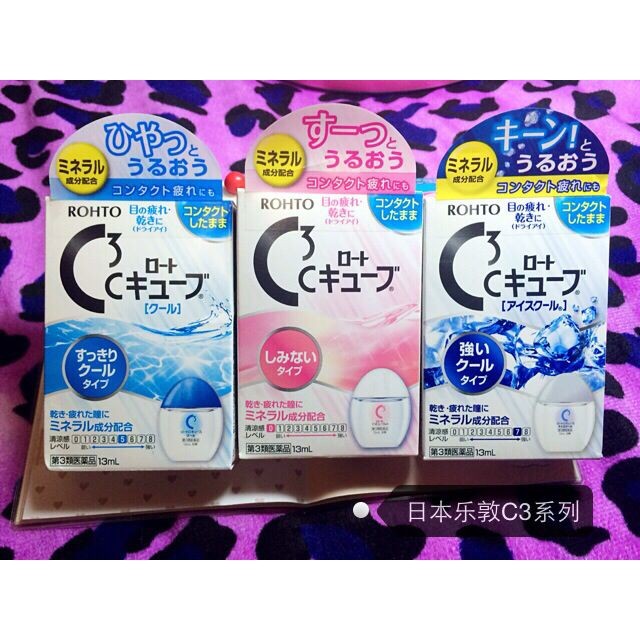 ひやっと
うるおう
ミネラル
成分配合
コンタクト疲れにも
ROHTO
目の疲れ・
乾きに
(ドライアイ)
コンタクト
したまま
C3
ロート
Cキューブ®
[クール]
すっきり
クール
タイプ
乾き・疲れた瞳に
ミネラル成分配合
清涼感
レベル
0 1 2 3 4 5 6 7 8
弱い
強い
第3類医薬品 13mL
すーっと
うるおう
ミネラル
成分配合
コンタクト疲れにも
ROHTO
目の疲れ・
乾きに
(ドライアイ)
コンタクト
したまま
C3
ロート
Cキューブ®
しみない
タイプ
乾き・疲れた瞳に
ミネラル成分配合
清涼感
レベル
0 1 2 3 4 5 6 7 8
弱い
強い
第3類医薬品 13mL
キーン!と
うるおう
ミネラル
成分配合
コンタクト疲れにも
ROHTO
目の疲れ・
乾きに
(ドライアイ)
コンタクト
したまま
C3
ロート
Cキューブ®
[アイスクール®]
強い
クール
タイプ
乾き・疲れた瞳に
ミネラル成分配合
清涼感
レベル
0 1 2 3 4 5 6 7 8
弱い
強い
第3類医薬品 13mL
日本乐敦C3系列